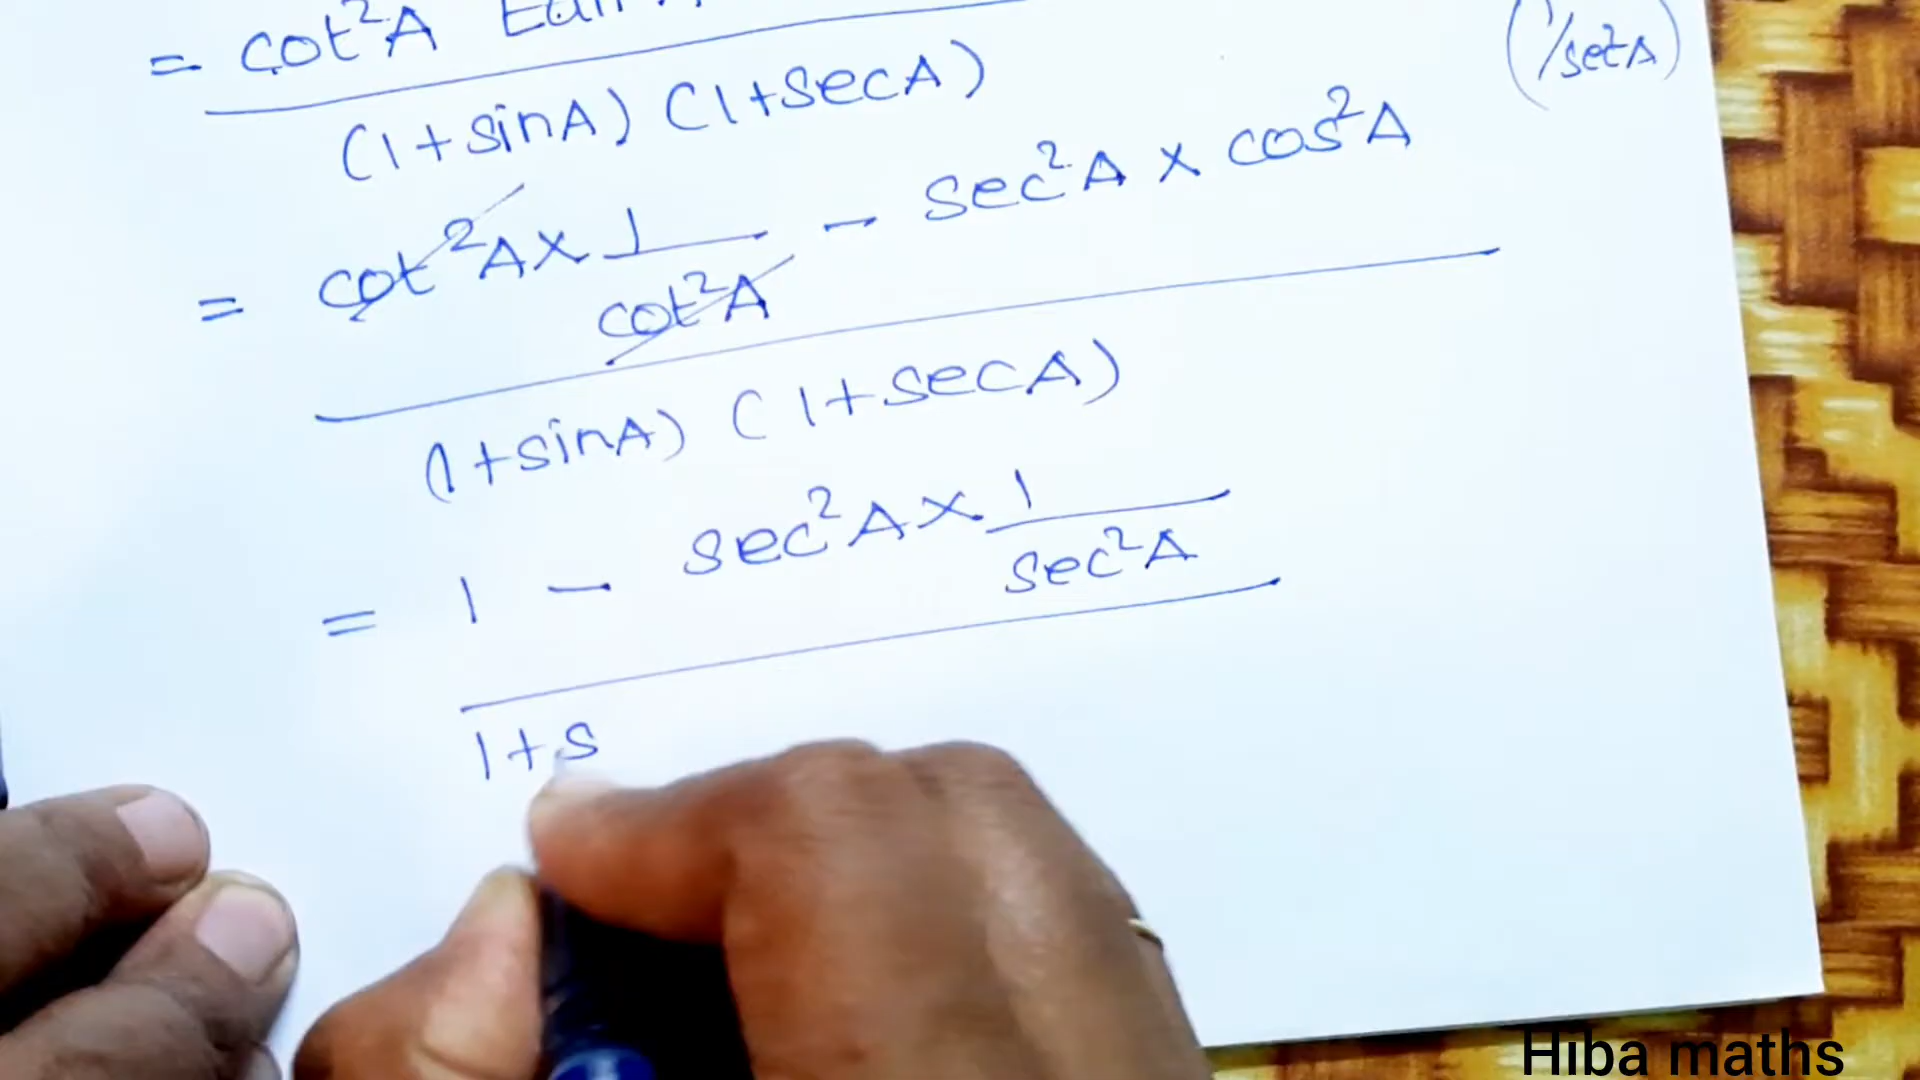 = cot²A
(1+sinA) (1+secA)
(1/sec²A)
= cot²A × 1/cot²A - sec²A × cos²A
(1+sinA) (1+secA)
= 1 - sec²A × 1/sec²A
1+s
Hiba maths